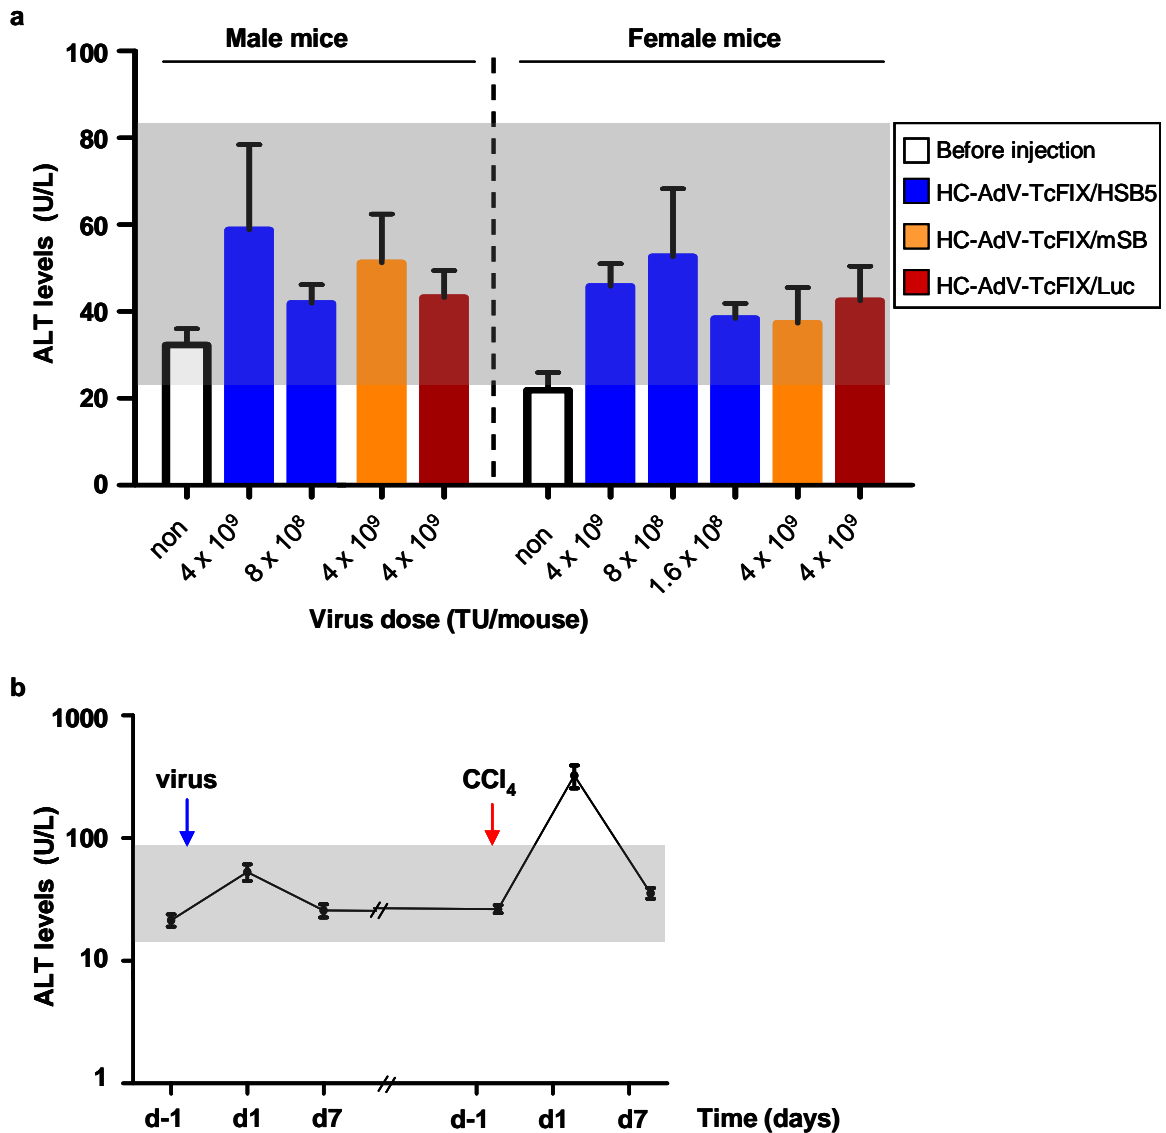 a
Male mice
Female mice
ALT levels (U/L)
100
80
60
40
20
0
Before injection
HC-AdV-TcFIX/HSB5
HC-AdV-TcFIX/mSB
HC-AdV-TcFIX/Luc
non
4 x 10⁹
8 x 10⁸
4 x 10⁹
4 x 10⁹
non
4 x 10⁹
8 x 10⁸
1.6 x 10⁸
4 x 10⁹
4 x 10⁹
Virus dose (TU/mouse)
b
ALT levels (U/L)
1000
100
10
1
virus
CCl₄
d-1
d1
d7
d-1
d1
d7
Time (days)